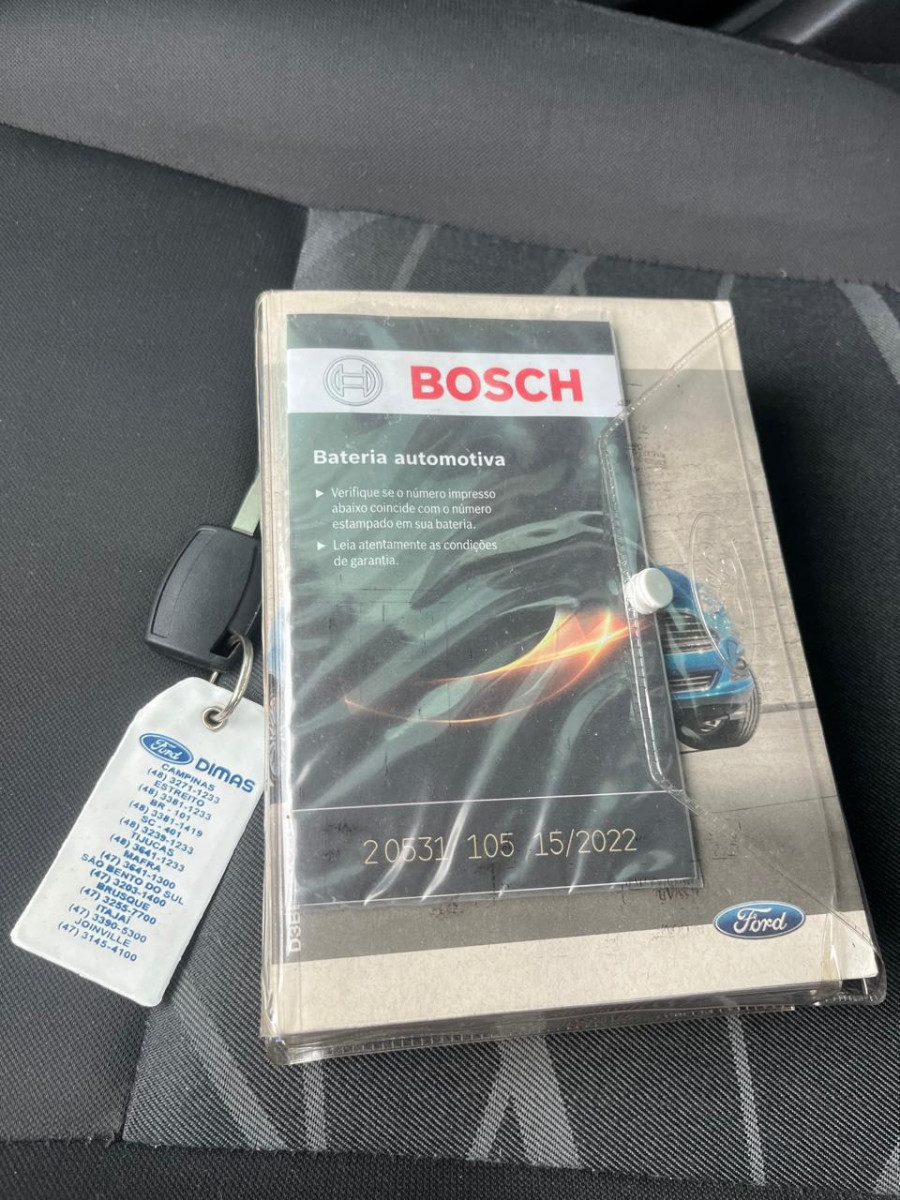 BOSCH
Bateria automotiva
▶ Verifique se o número impresso
abaixo coincide com o número
estampado em sua bateria.
▶ Leia atentamente as condições
de garantia.
2 0531 105 15/2022
Ford
Ford DIMAS
CAMPINAS
(48) 3271-1233
ESTREITO
(48) 3381-1233
BR - 101
(48) 3381-1419
SC - 401
(48) 3239-1233
TIJUCAS
(48) 3641-1233
MAFRA
(47) 3641-1300
SÃO BENTO DO SUL
(47) 3203-1400
BRUSQUE
(47) 3255-7700
ITAJAÍ
(47) 3390-5300
JOINVILLE
(47) 3145-4100